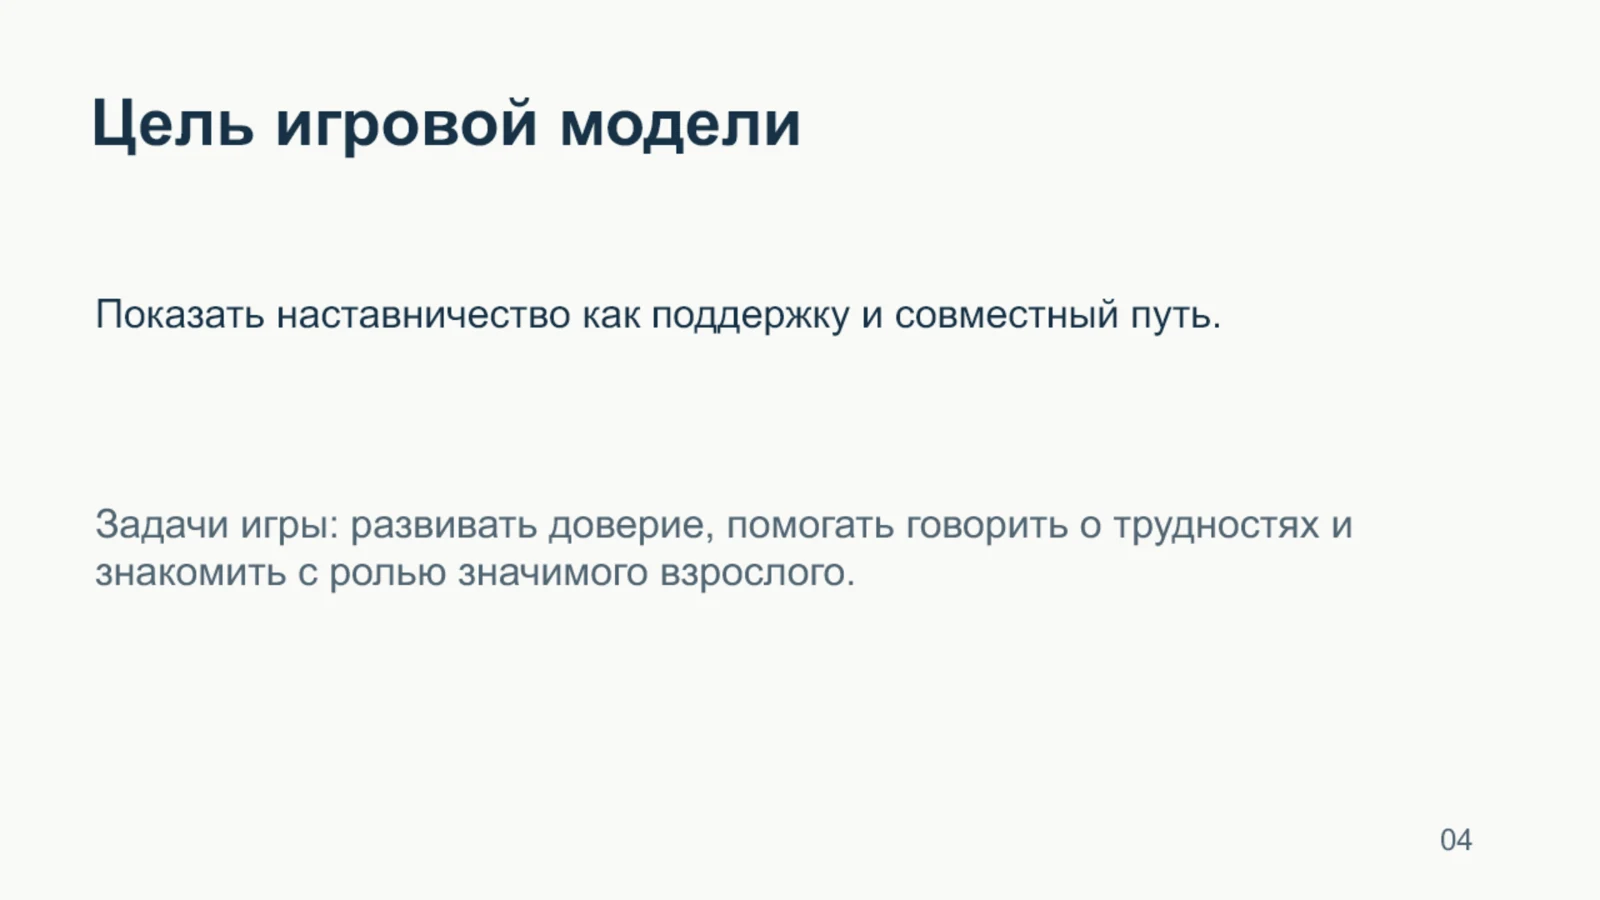 Цель игровой модели
Показать наставничество как поддержку и совместный путь.
Задачи игры: развивать доверие, помогать говорить о трудностях и
знакомить с ролью значимого взрослого.
04